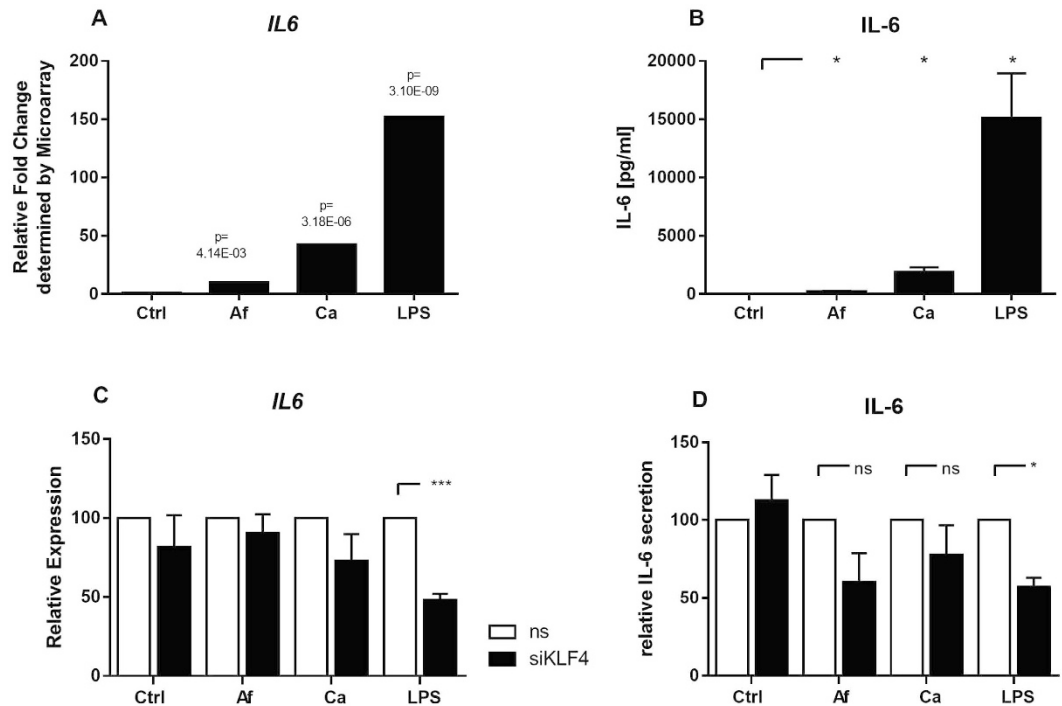 A
IL6
Relative Fold Change
determined by Microarray
200
150
100
50
0
p=
4.14E-03
p=
3.18E-06
p=
3.10E-09
Ctrl Af Ca LPS
B
IL-6
IL-6 [pg/ml]
20000
15000
10000
5000
0
* * *
Ctrl Af Ca LPS
C
IL6
Relative Expression
150
100
50
0
***
Ctrl Af Ca LPS
ns
siKLF4
D
IL-6
relative IL-6 secretion
150
100
50
0
ns ns *
Ctrl Af Ca LPS